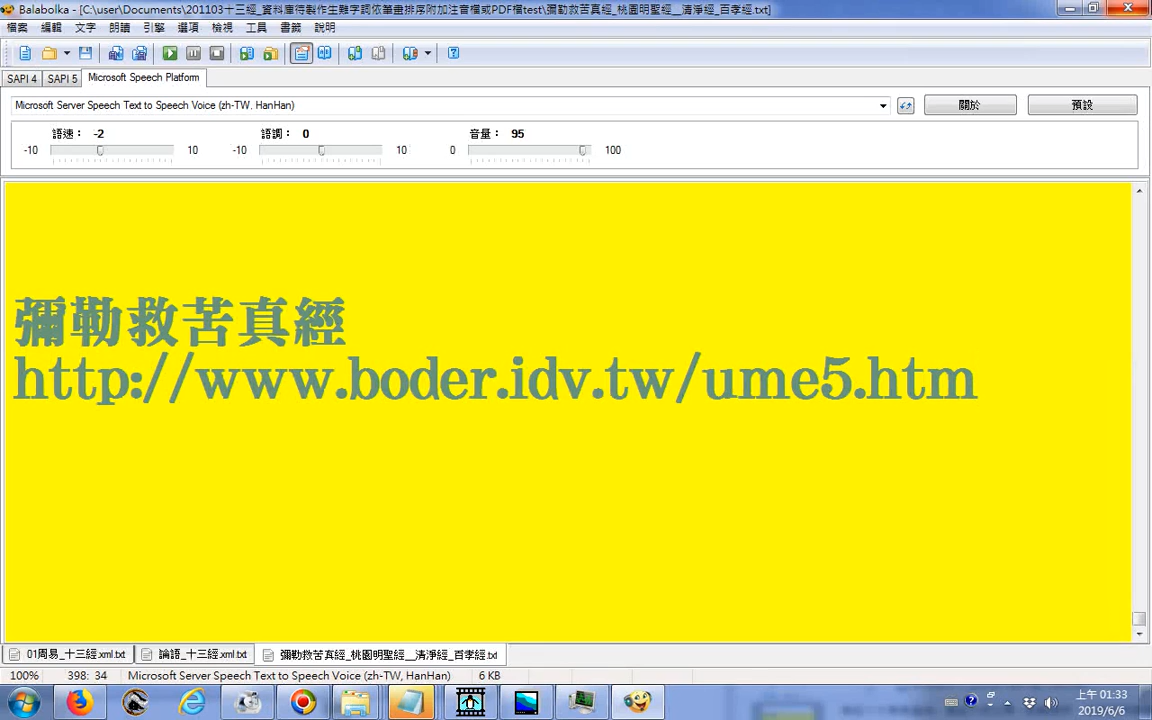 Balabolka - [C:\user\Documents\201103十三經_資料庫待製作生難字詞依筆畫排序附加注音檔或PDF檔test\彌勒救苦真經_桃園明聖經__清淨經_百孝經.txt]
檔案 編輯 文字 朗讀 引擎 選項 檢視 工具 書籤 說明
SAPI 4 SAPI 5 Microsoft Speech Platform
Microsoft Server Speech Text to Speech Voice (zh-TW, HanHan) 關於 預設
語速： -2 語調： 0 音量： 95
-10 10 -10 10 0 100
彌勒救苦真經
http://www.boder.idv.tw/ume5.htm
01周易_十三經.xml.txt 論語_十三經.xml.txt 彌勒救苦真經_桃園明聖經__清淨經_百孝經.txt
100% 398: 34 Microsoft Server Speech Text to Speech Voice (zh-TW, HanHan) 6 KB
上午 01:33
2019/6/6